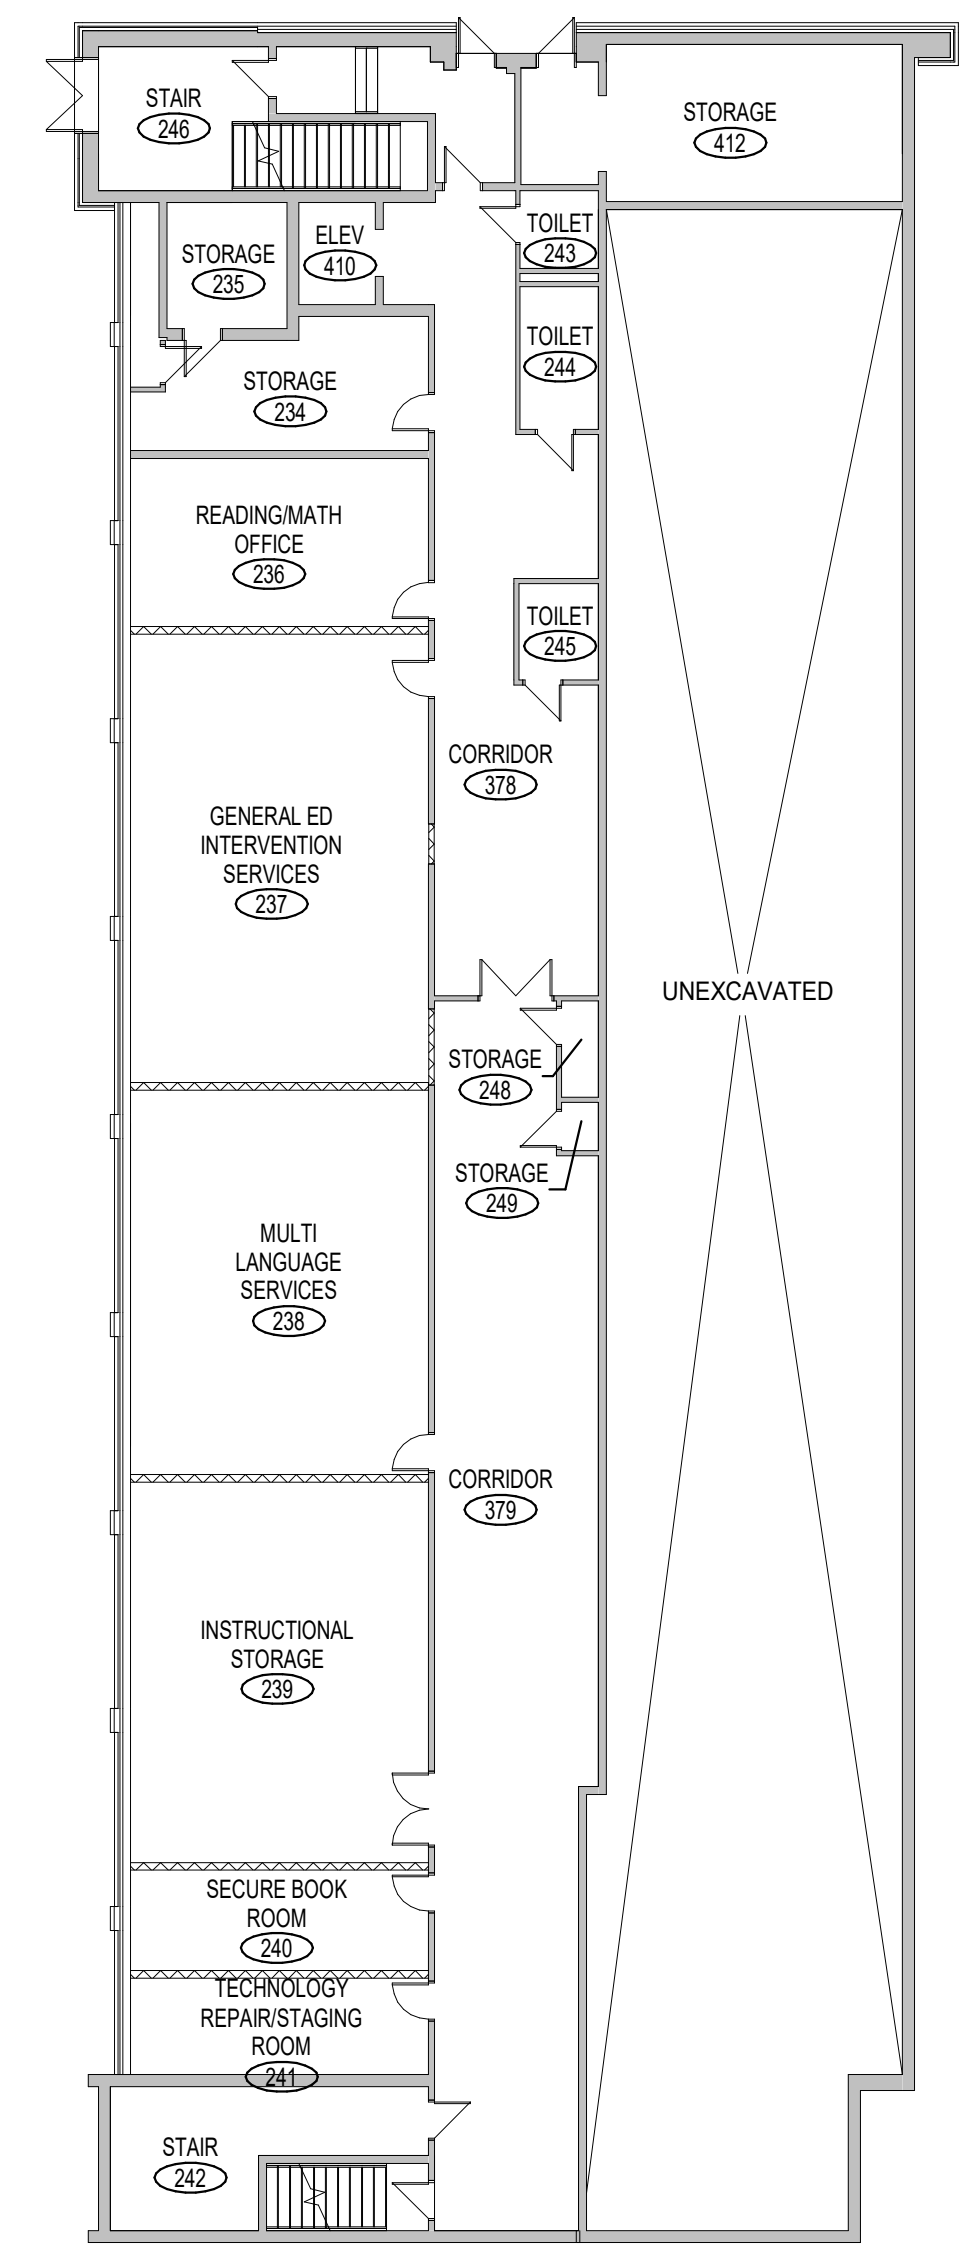 STAIR
246
STORAGE
412
TOILET
243
ELEV
410
STORAGE
235
TOILET
244
STORAGE
234
READING/MATH
OFFICE
236
TOILET
245
CORRIDOR
378
GENERAL ED
INTERVENTION
SERVICES
237
UNEXCAVATED
STORAGE
248
STORAGE
249
MULTI
LANGUAGE
SERVICES
238
CORRIDOR
379
INSTRUCTIONAL
STORAGE
239
SECURE BOOK
ROOM
240
TECHNOLOGY
REPAIR/STAGING
ROOM
241
STAIR
242